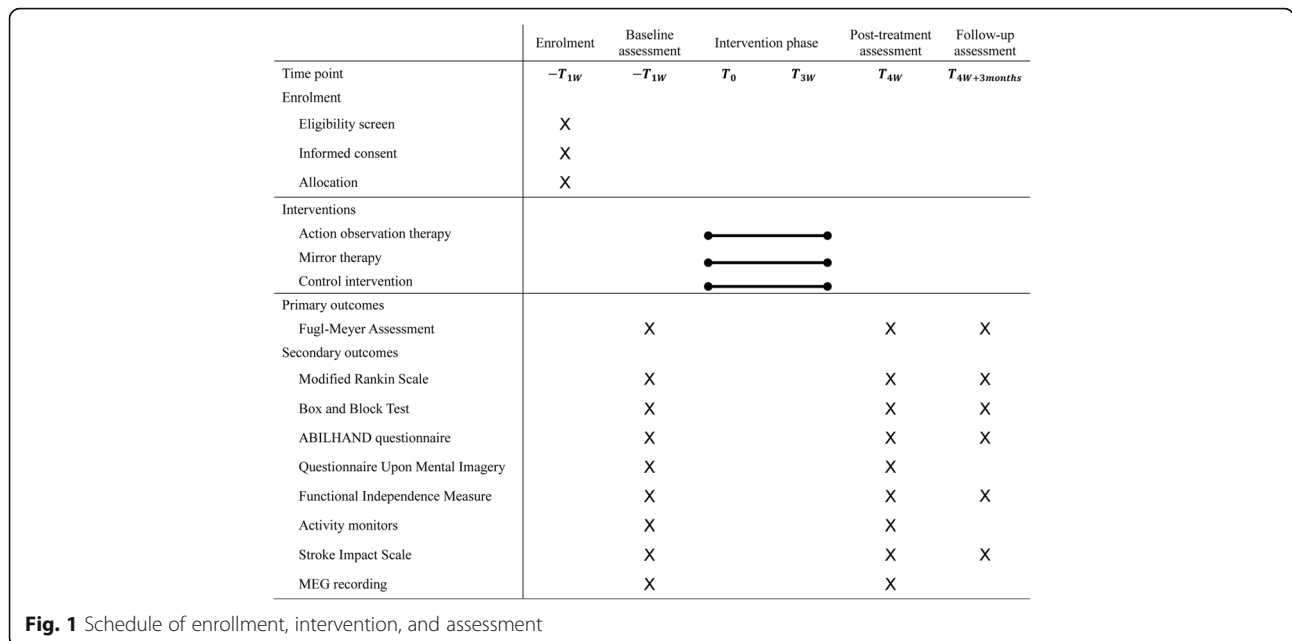 Enrolment Baseline assessment Intervention phase Post-treatment assessment Follow-up assessment
Time point −T1W −T1W T0 T3W T4W T4W+3months
Enrolment
Eligibility screen X
Informed consent X
Allocation X
Interventions
Action observation therapy
Mirror therapy
Control intervention
Primary outcomes
Fugl-Meyer Assessment X X X
Secondary outcomes
Modified Rankin Scale X X X
Box and Block Test X X X
ABILHAND questionnaire X X X
Questionnaire Upon Mental Imagery X X
Functional Independence Measure X X X
Activity monitors X X
Stroke Impact Scale X X X
MEG recording X X
Fig. 1 Schedule of enrollment, intervention, and assessment